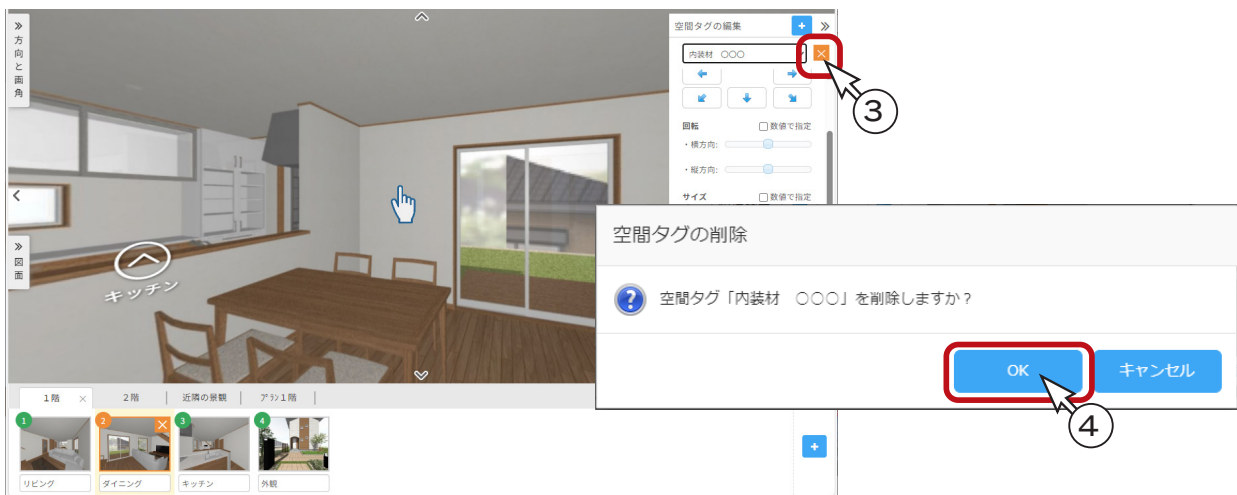 方向と画角
空間タグの編集
内装材　○○○
③
回転
数値で指定
・横方向:
・縦方向:
サイズ
数値で指定
図面
キッチン
空間タグの削除
空間タグ「内装材　○○○」を削除しますか？
OK
キャンセル
④
1階
2階
近隣の景観
ﾌﾟﾗﾝ1階
1
2
3
4
リビング
ダイニング
キッチン
外観